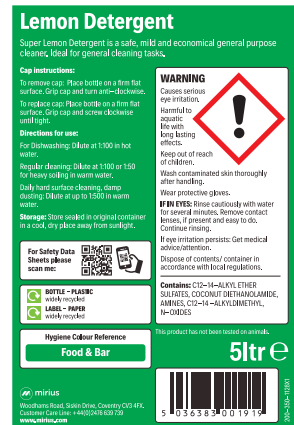 Lemon Detergent
Super Lemon Detergent is a safe, mild and economical general purpose
cleaner. Ideal for general cleaning tasks.
Cap instructions:
To remove cap: Place bottle on a firm flat
surface. Grip cap and turn anti-clockwise.
To replace cap: Place bottle on a firm flat
surface. Grip cap and screw clockwise
until tight.
Directions for use:
For Dishwashing: Dilute at 1:100 in hot
water.
Regular cleaning: Dilute at 1:100 or 1:50
for heavy soiling in warm water.
Daily hard surface cleaning, damp
dusting: Dilute at up to 1:500 in warm
water.
Storage: Store sealed in original container
in a cool, dry place away from sunlight.
For Safety Data
Sheets please
scan me:
BOTTLE - PLASTIC
widely recycled
LABEL - PAPER
widely recycled
Hygiene Colour Reference
Food & Bar
mirius
Woodhams Road, Siskin Drive, Coventry CV3 4FX.
Customer Care Line: +44(0)2476 639 739
www.mirius.com
WARNING
Causes serious
eye irritation.
Harmful to
aquatic
life with
long lasting
effects.
Keep out of reach
of children.
Wash contaminated skin thoroughly
after handling.
Wear protective gloves.
IF IN EYES: Rinse cautiously with water
for several minutes. Remove contact
lenses, if present and easy to do.
Continue rinsing.
If eye irritation persists: Get medical
advice/attention.
Dispose of contents/ container in
accordance with local regulations.
Contains: C12-14-ALKYL ETHER
SULFATES, COCONUT DIETHANOLAMIDE,
AMINES, C12-14-ALKYLDIMETHYL,
N-OXIDES
This product has not been tested on animals.
5ltr e
5 036383 001919